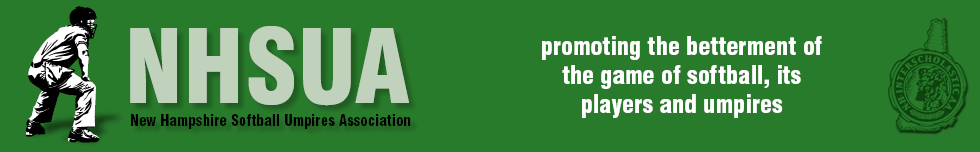 NHSUA
New Hampshire Softball Umpires Association
promoting the betterment of
the game of softball, its
players and umpires